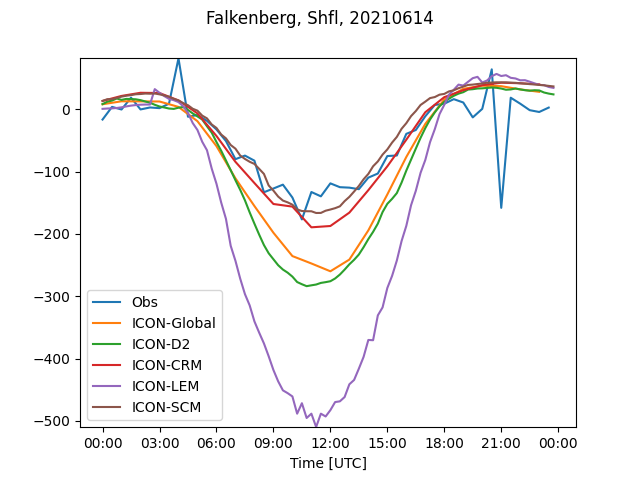 Falkenberg, Shfl, 20210614
0
−100
−200
−300
−400
−500
Obs
ICON-Global
ICON-D2
ICON-CRM
ICON-LEM
ICON-SCM
00:00 03:00 06:00 09:00 12:00 15:00 18:00 21:00 00:00
Time [UTC]